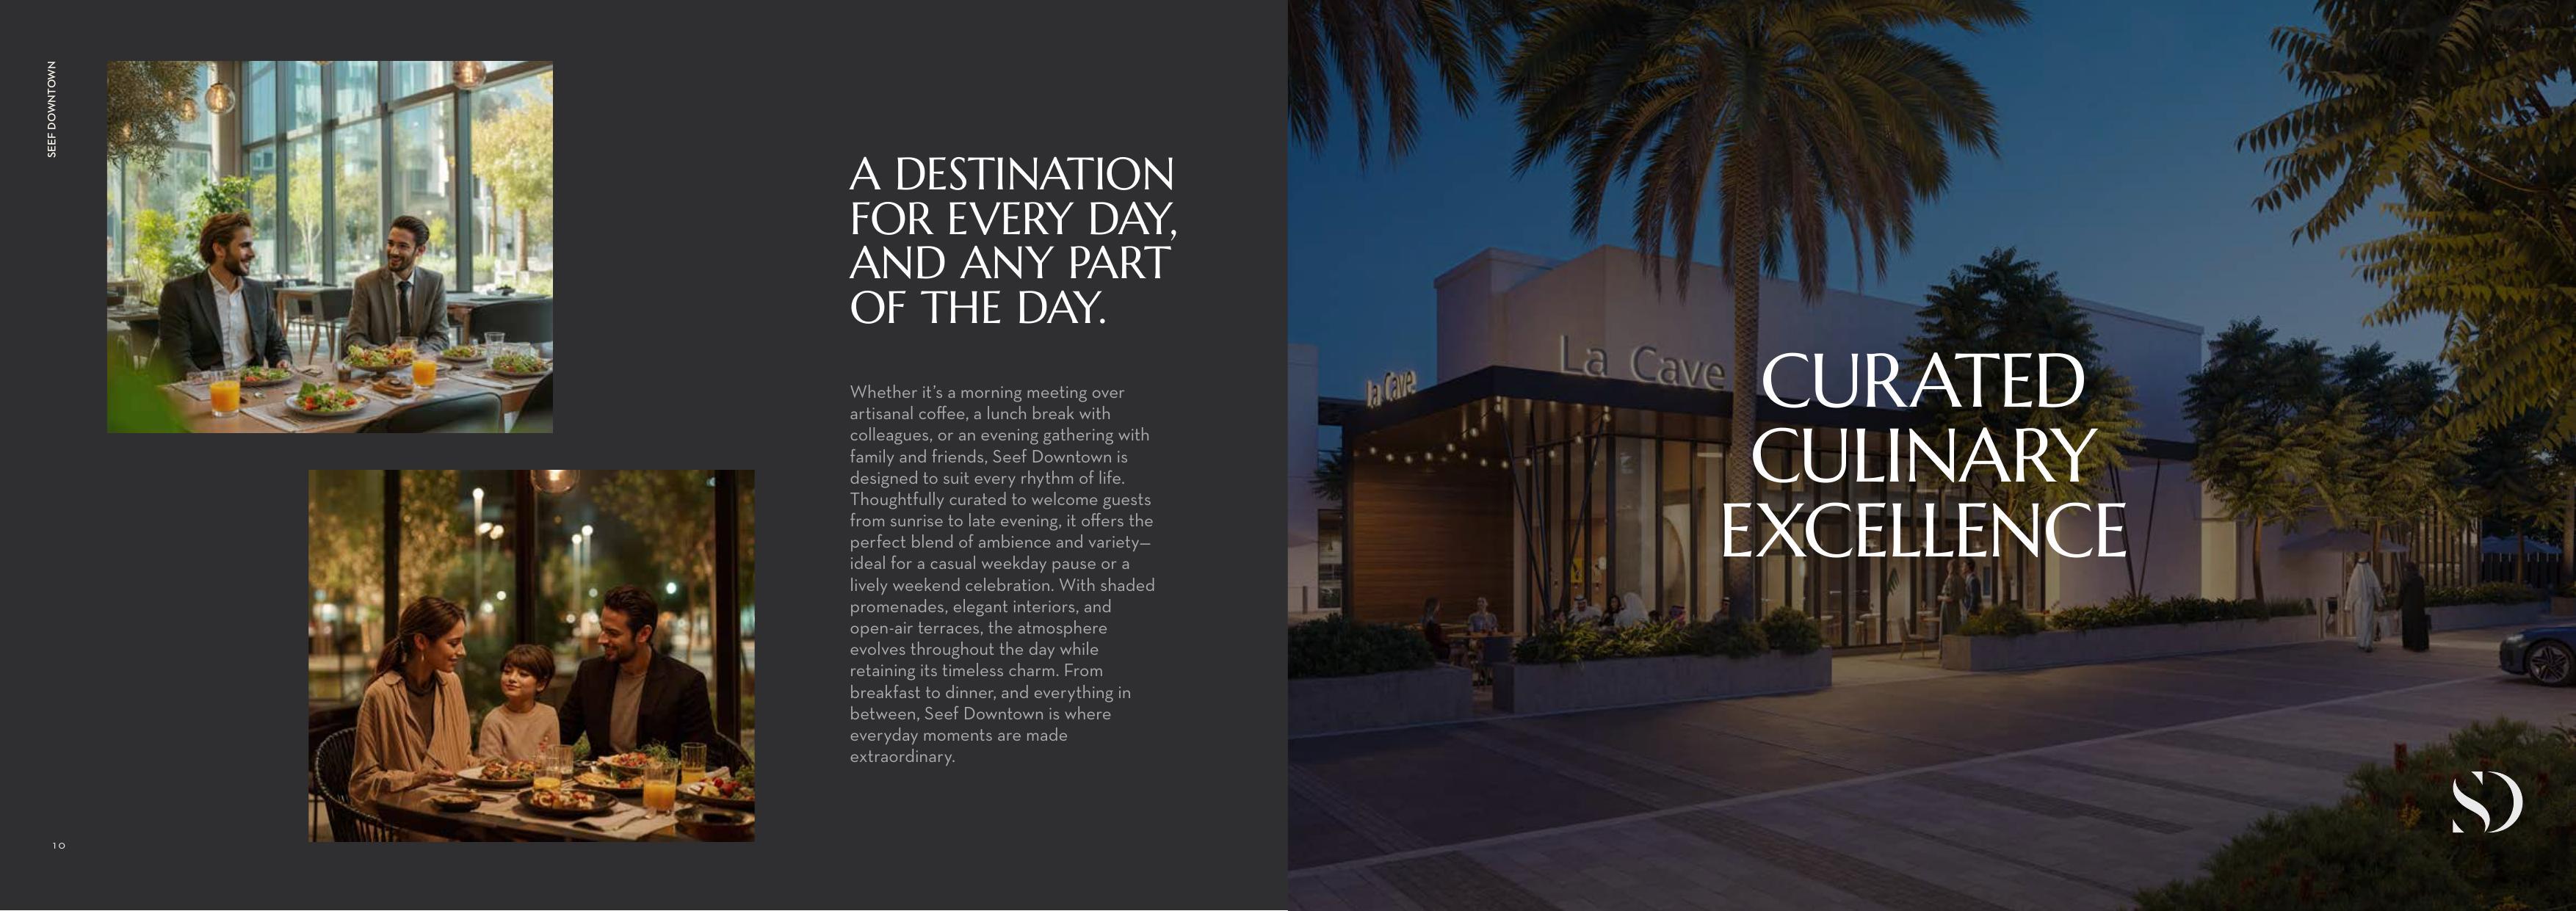 SEEF DOWNTOWN
A DESTINATION
FOR EVERY DAY,
AND ANY PART
OF THE DAY.
Whether it's a morning meeting over
artisanal coffee, a lunch break with
colleagues, or an evening gathering with
family and friends, Seef Downtown is
designed to suit every rhythm of life.
Thoughtfully curated to welcome guests
from sunrise to late evening, it offers the
perfect blend of ambience and variety—
ideal for a casual weekday pause or a
lively weekend celebration. With shaded
promenades, elegant interiors, and
open-air terraces, the atmosphere
evolves throughout the day while
retaining its timeless charm. From
breakfast to dinner, and everything in
between, Seef Downtown is where
everyday moments are made
extraordinary.
10
la Cave
La Cave
CURATED
CULINARY
EXCELLENCE
SD